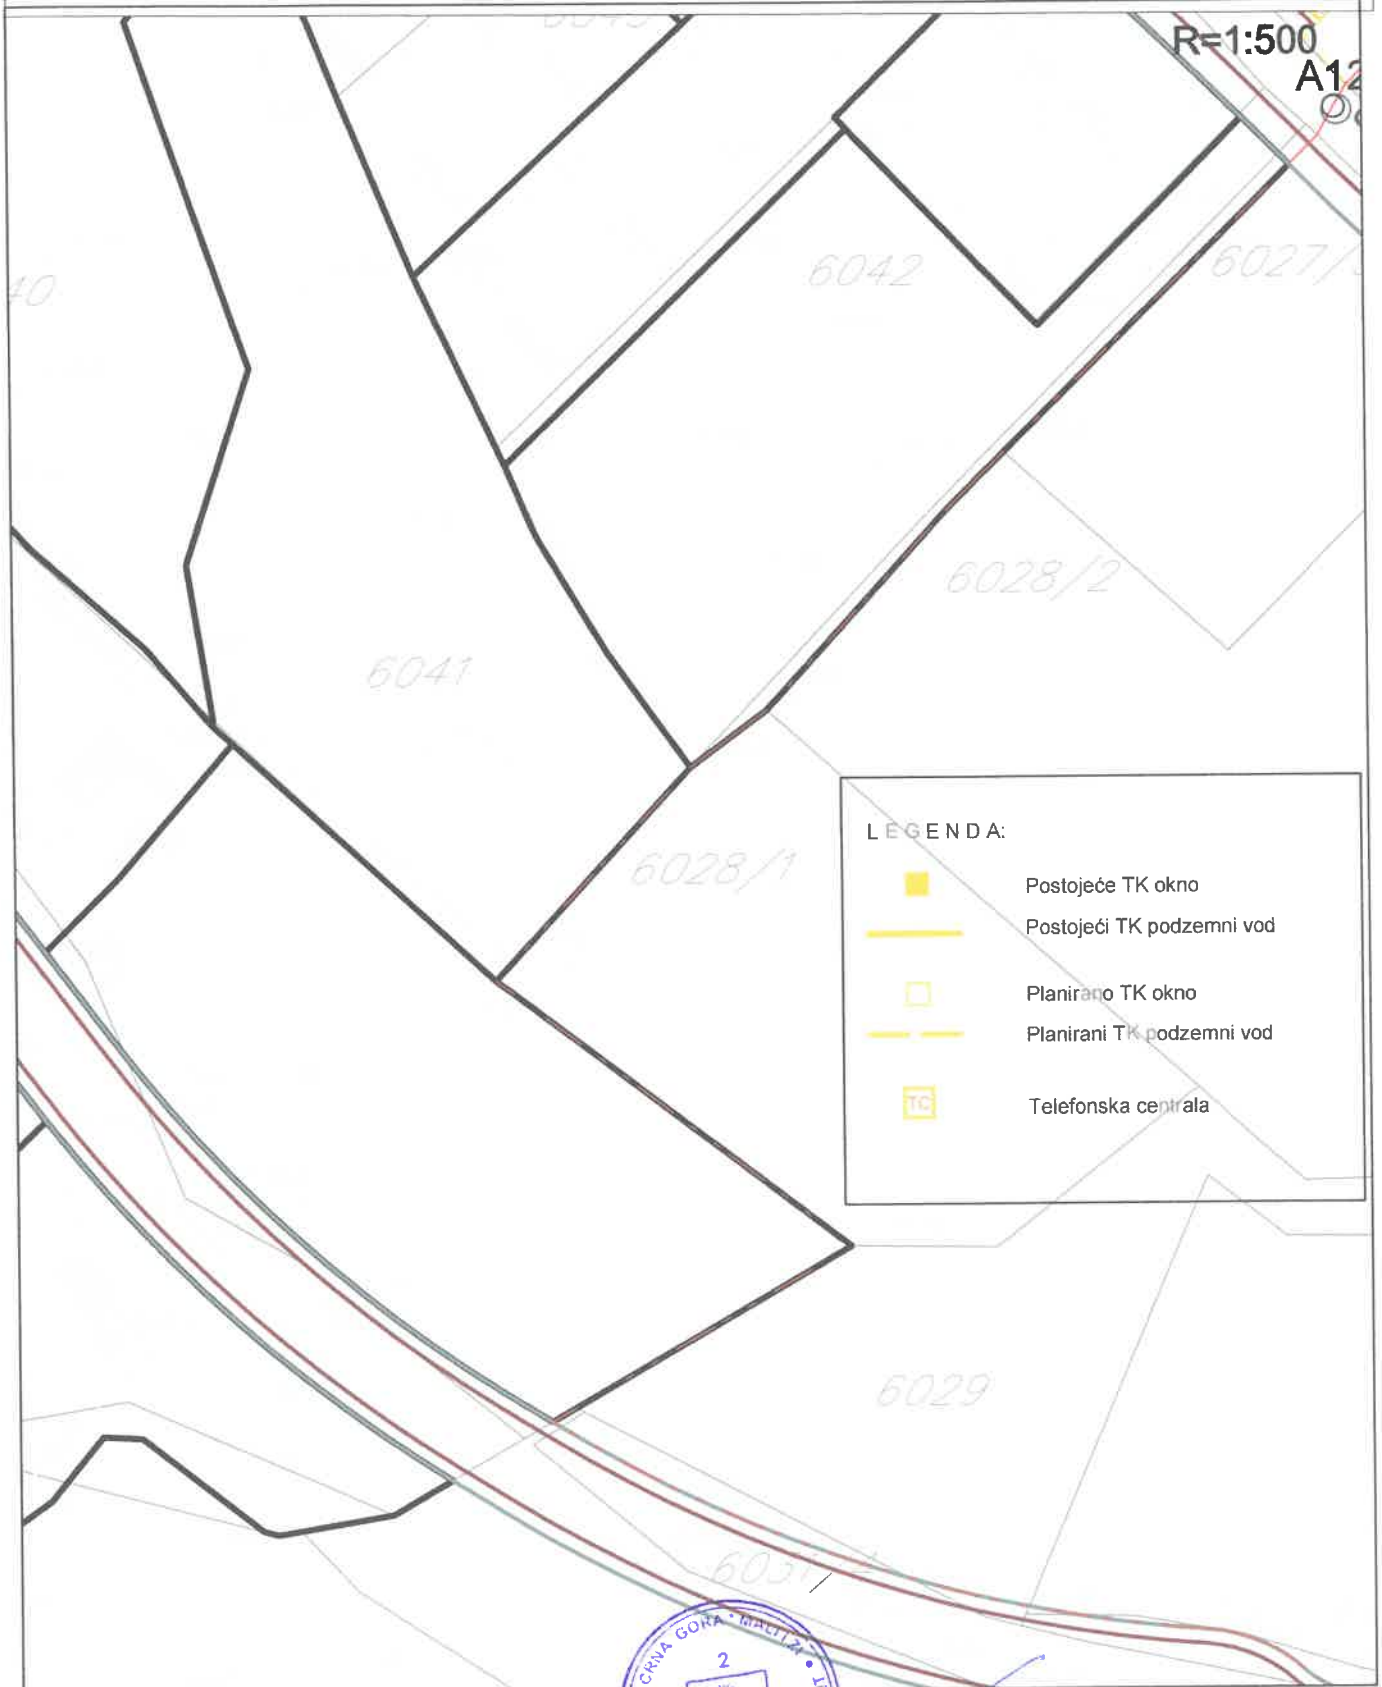 R=1:500
A12
6042
6027/
40
6028/2
6041
6028/1
LEGENDA:
Postojeće TK okno
Postojeći TK podzemni vod
Planirano TK okno
Planirani TK podzemni vod
TC
Telefonska centrala
6029
CRNA GORA
2